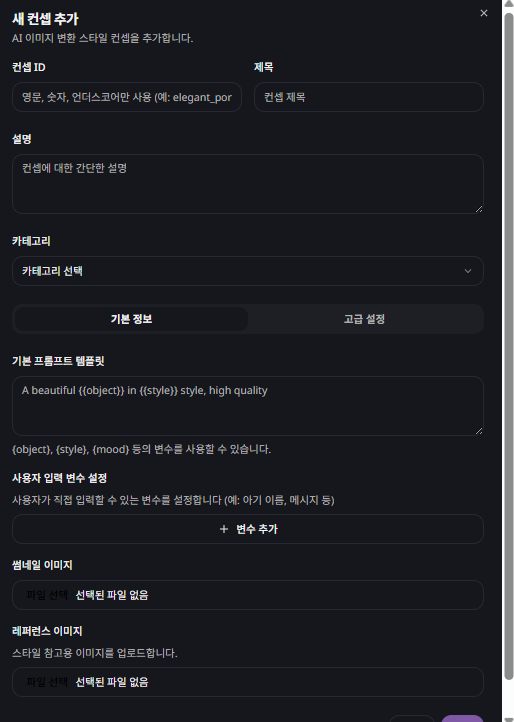 새 컨셉 추가
AI 이미지 변환 스타일 컨셉을 추가합니다.
컨셉 ID
제목
영문, 숫자, 언더스코어만 사용 (예: elegant_por
컨셉 제목
설명
컨셉에 대한 간단한 설명
카테고리
카테고리 선택
기본 정보
고급 설정
기본 프롬프트 템플릿
A beautiful {{object}} in {{style}} style, high quality
{object}, {style}, {mood} 등의 변수를 사용할 수 있습니다.
사용자 입력 변수 설정
사용자가 직접 입력할 수 있는 변수를 설정합니다 (예: 아기 이름, 메시지 등)
+ 변수 추가
썸네일 이미지
파일 선택 선택된 파일 없음
레퍼런스 이미지
스타일 참고용 이미지를 업로드합니다.
파일 선택 선택된 파일 없음